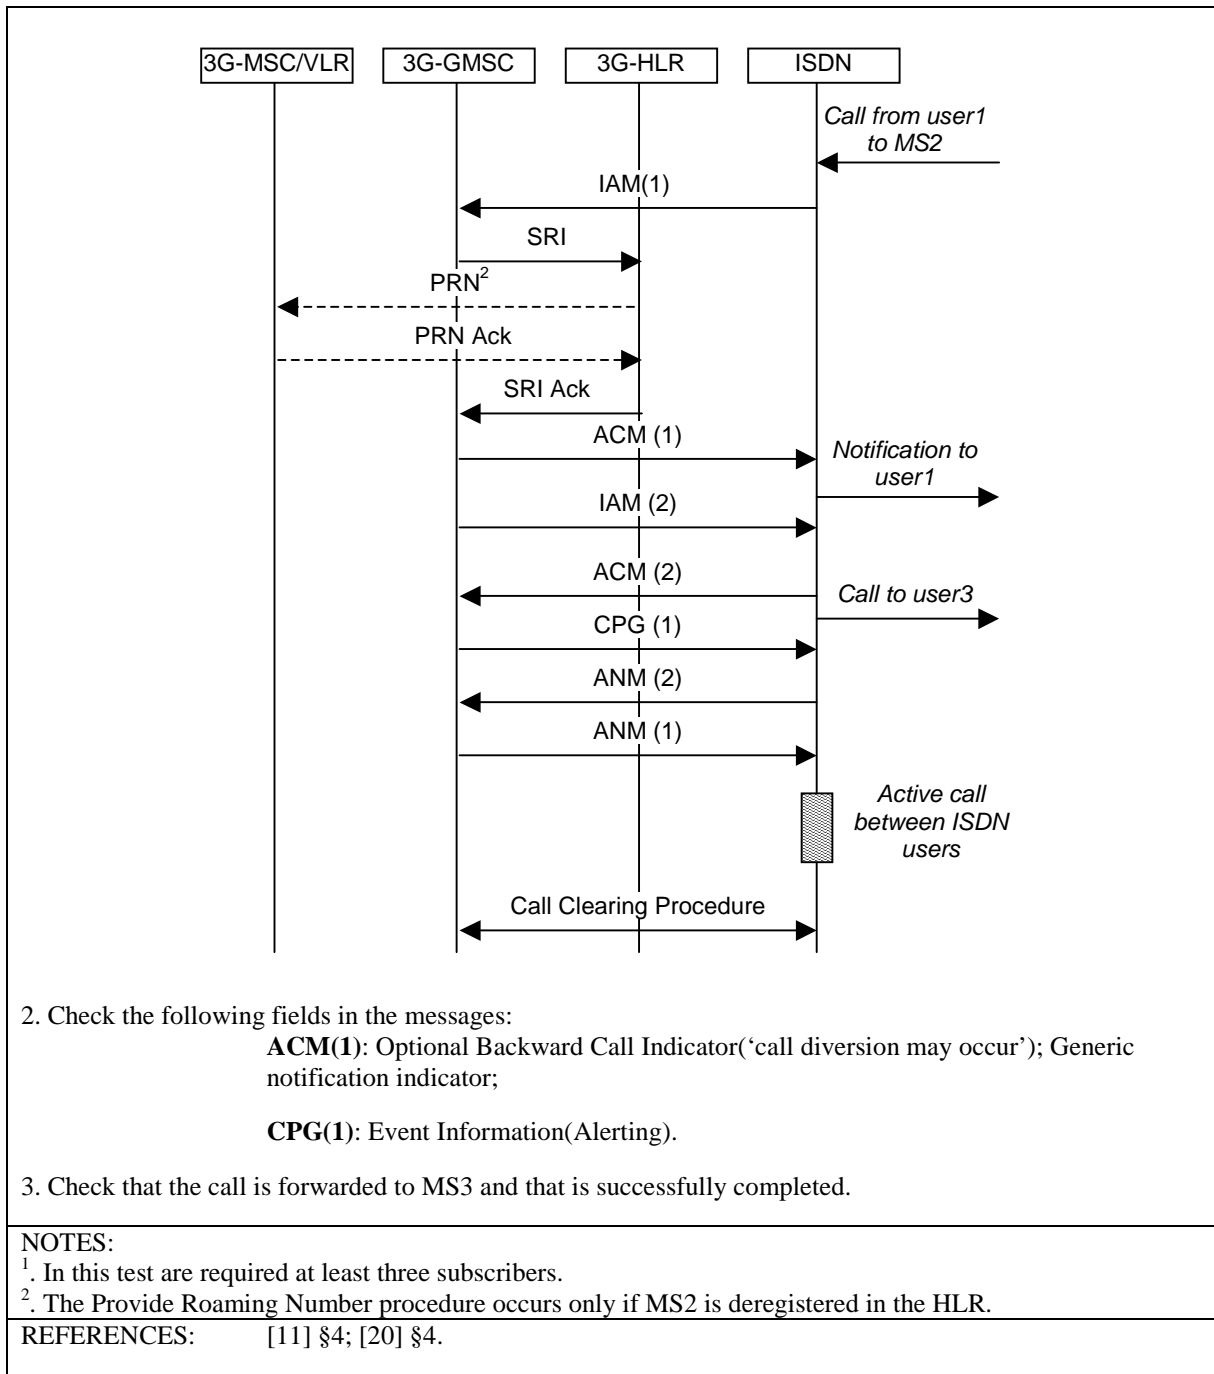 3G-MSC/VLR 3G-GMSC 3G-HLR ISDN
Call from user1
to MS2
IAM(1)
SRI
PRN²
PRN Ack
SRI Ack
ACM (1)
Notification to
user1
IAM (2)
ACM (2)
Call to user3
CPG (1)
ANM (2)
ANM (1)
Active call
between ISDN
users
Call Clearing Procedure
2. Check the following fields in the messages:
ACM(1): Optional Backward Call Indicator(‘call diversion may occur’); Generic
notification indicator;
CPG(1): Event Information(Alerting).
3. Check that the call is forwarded to MS3 and that is successfully completed.
NOTES:
¹. In this test are required at least three subscribers.
². The Provide Roaming Number procedure occurs only if MS2 is deregistered in the HLR.
REFERENCES: [11] §4; [20] §4.